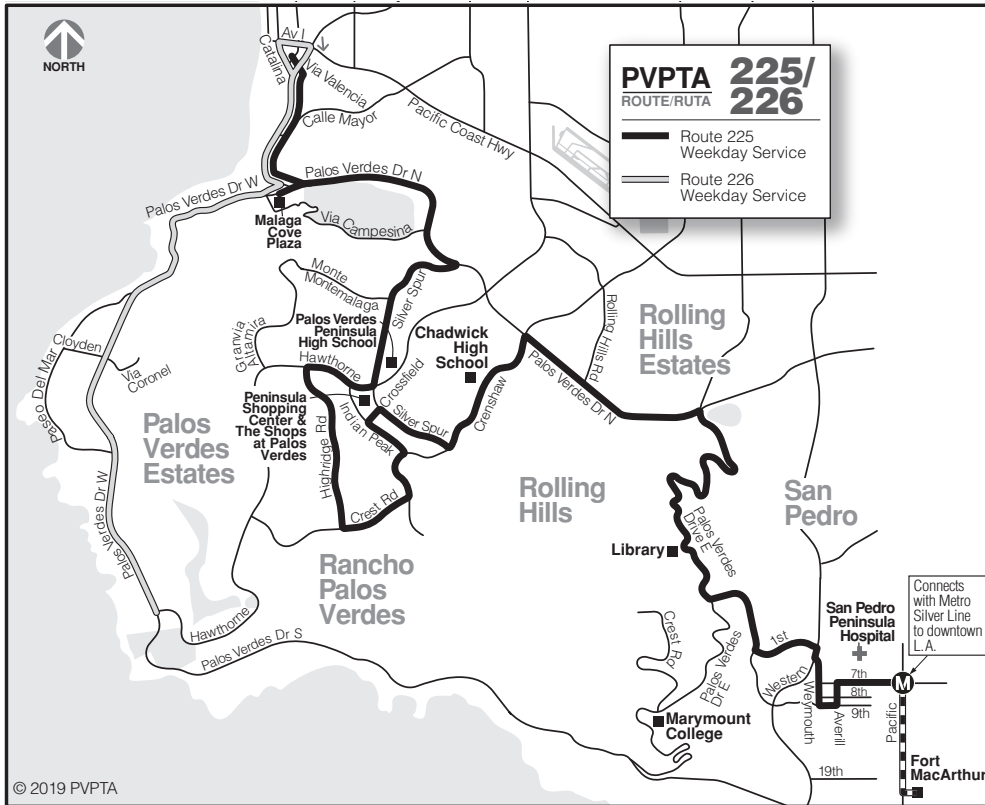 NORTH
Av I
Catalina
Via Valencia
Calle Mayor
Pacific Coast Hwy
PVPTA
ROUTE/RUTA
225/
226
Route 225
Weekday Service
Route 226
Weekday Service
Palos Verdes Dr W
Palos Verdes Dr N
Malaga
Cove
Plaza
Via Campesina
Monte
Montemalaga
Silver Spur
Granvia
Altamira
Palos Verdes
Peninsula
High School
Chadwick
High
School
Rolling Hills Rd
Rolling
Hills
Estates
Cloyden
Via
Coronel
Paseo Del Mar
Hawthorne
Crossfield
Crenshaw
Palos Verdes Dr N
Peninsula
Shopping
Center &
The Shops
at Palos
Verdes
Indian Peak
Silver Spur
Highridge Rd
Crest Rd
Palos
Verdes
Estates
Palos Verdes Dr W
Rolling
Hills
San
Pedro
Palos Verdes
Drive E
Library
Rancho
Palos
Verdes
Hawthorne
Palos Verdes Dr S
Crest Rd
Palos Verdes
Dr E
Marymount
College
1st
Western
Weymouth
Averill
San Pedro
Peninsula
Hospital
7th
8th
9th
M
Connects
with Metro
Silver Line
to downtown
L.A.
Pacific
19th
Fort
MacArthur
© 2019 PVPTA